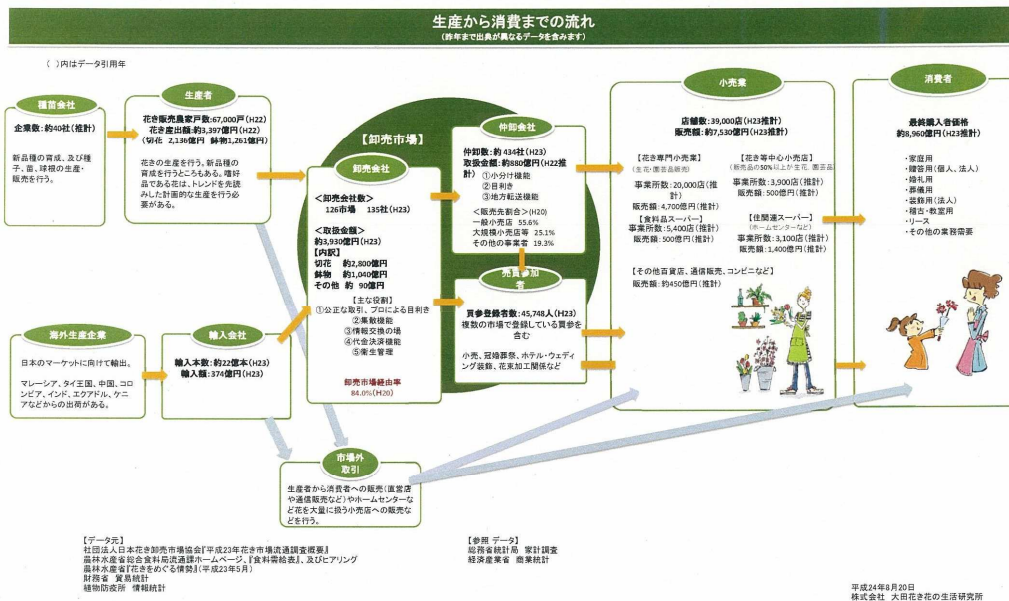 生産から消費までの流れ
(昨年まで出典が異なるデータを含みます)
( )内はデータ引用年
種苗会社
企業数:約40社(推計)
新品種の育成、及び種
子、苗、球根の生産・
販売を行う。
生産者
花き販売農家戸数:67,000戸(H22)
花き産出額:約3,397億円(H22)
(切花 2,136億円 鉢物1,261億円)
花きの生産を行う。新品種の
育成を行うところもある。嗜好
品である花は、トレンドを先読
みした計画的な生産を行う必
要がある。
海外生産企業
日本のマーケットに向けて輸出。
マレーシア、タイ王国、中国、コロ
ンビア、インド、エクアドル、ケニ
アなどからの出荷がある。
輸入会社
輸入本数:約22億本(H23)
輸入額:374億円(H23)
【卸売市場】
卸売会社
<卸売会社数>
126市場 135社(H23)
<取扱金額>
約3,930億円(H23)
【内訳】
切花 約2,800億円
鉢物 約1,040億円
その他 約 90億円
【主な役割】
①公正な取引、プロによる目利き
②集散機能
③情報交換の場
④代金決済機能
⑤衛生管理
卸売市場経由率
84.0%(H20)
仲卸会社
仲卸数:約434社(H23)
取扱金額:約880億円(H22推
計)
①小分け機能
②目利き
③地方転送機能
<販売先割合>(H20)
一般小売店 55.6%
大規模小売店等 25.1%
その他の事業者 19.3%
売買参加
者
買参登録者数:45,748人(H23)
複数の市場で登録している買参を
含む
小売、冠婚葬祭、ホテル・ウェディ
ング装飾、花束加工関係など
市場外
取引
生産者から消費者への販売(直営店
や通信販売など)やホームセンターな
ど花を大量に扱う小売店への販売な
どを行う。
小売業
店舗数:39,000店(H23推計)
販売額:約7,530億円(H23推計)
【花き専門小売業】
(生花・園芸品販売)
事業所数:20,000店(推
計)
販売額:4,700億円(推計)
【花き等中心小売店】
(販売品の50%以上が生花、園芸品)
事業所数:3,900店(推計)
販売額:500億円(推計)
【食料品スーパー】
事業所数:5,400店(推計)
販売額:500億円(推計)
【住関連スーパー】
(ホームセンターなど)
事業所数:3,100店(推計)
販売額:1,400億円(推計)
【その他百貨店、通信販売、コンビニなど】
販売額:約450億円(推計)
消費者
最終購入者価格
約8,960億円(H23推計)
・家庭用
・贈答用(個人、法人)
・婚礼用
・葬儀用
・装飾用(法人)
・稽古・教室用
・リース
・その他の業務需要
【データ元】
社団法人日本花き卸売市場協会『平成23年花き市場流通調査概要』
農林水産省総合食料局流通課ホームページ、『食料需給表』、及びヒアリング
農林水産省『花きをめぐる情勢』(平成23年5月)
財務省 貿易統計
植物防疫所 情報統計
【参照 データ】
総務省統計局 家計調査
経済産業省 商業統計
平成24年8月20日
株式会社 大田花き花の生活研究所